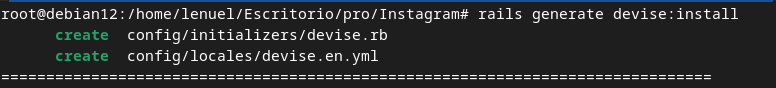 root@debian12:/home/lenuel/Escritorio/pro/Instagram# rails generate devise:install
create config/initializers/devise.rb
create config/locales/devise.en.yml
===============================================================================